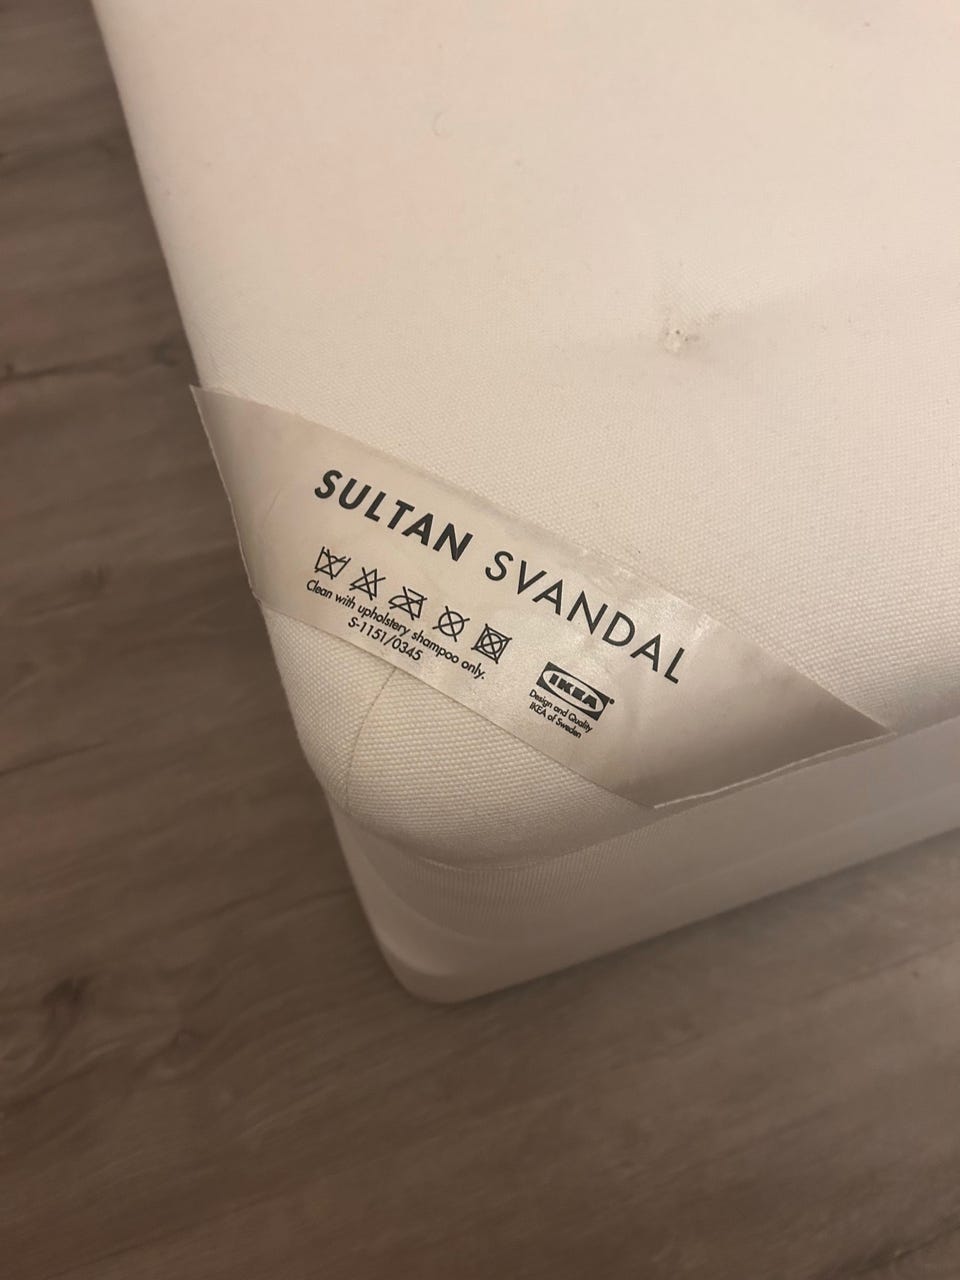 SULTAN SVANDAL
Clean with upholstery shampoo only.
S-1151/0345
IKEA®
Design and Quality
IKEA of Sweden